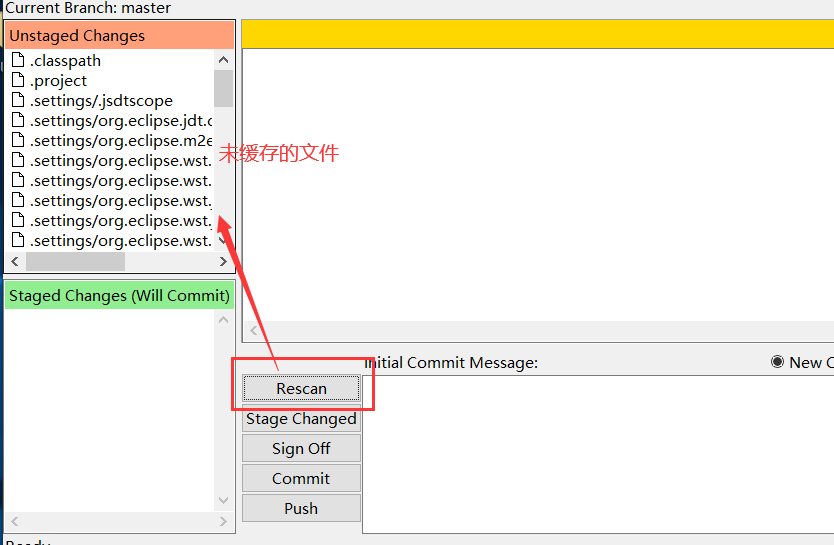 Current Branch: master
Unstaged Changes
.classpath
.project
.settings/.jsdtscope
.settings/org.eclipse.jdt.c
.settings/org.eclipse.m2e
.settings/org.eclipse.wst.
.settings/org.eclipse.wst.
.settings/org.eclipse.wst.
.settings/org.eclipse.wst.
.settings/org.eclipse.wst.
未缓存的文件
Staged Changes (Will Commit)
Initial Commit Message:
New C
Rescan
Stage Changed
Sign Off
Commit
Push
Ready